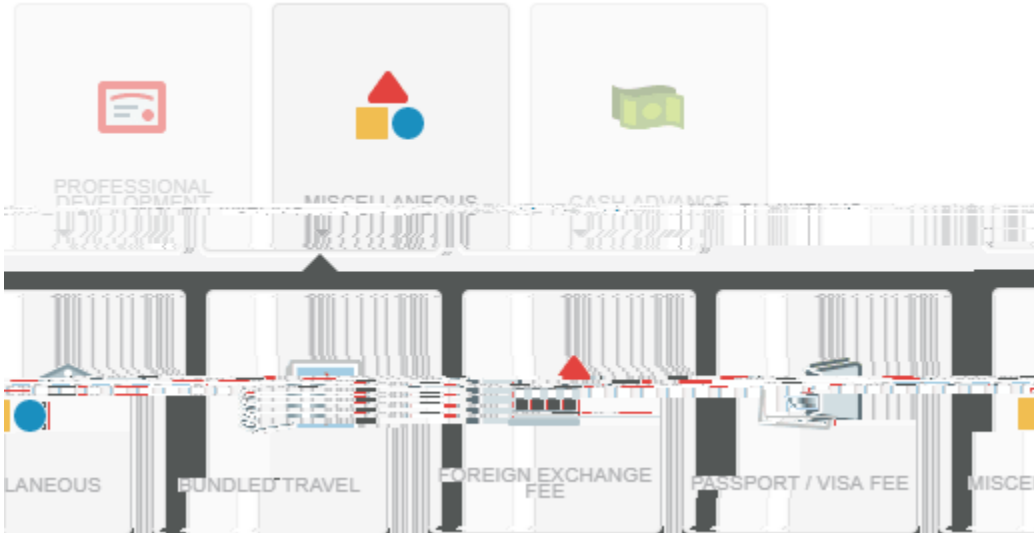 PROFESSIONAL
DEVELOPMENT
MISCELLANEOUS
CASH ADVANCE
LANEOUS
BUNDLED TRAVEL
FOREIGN EXCHANGE
FEE
PASSPORT / VISA FEE
MISCE